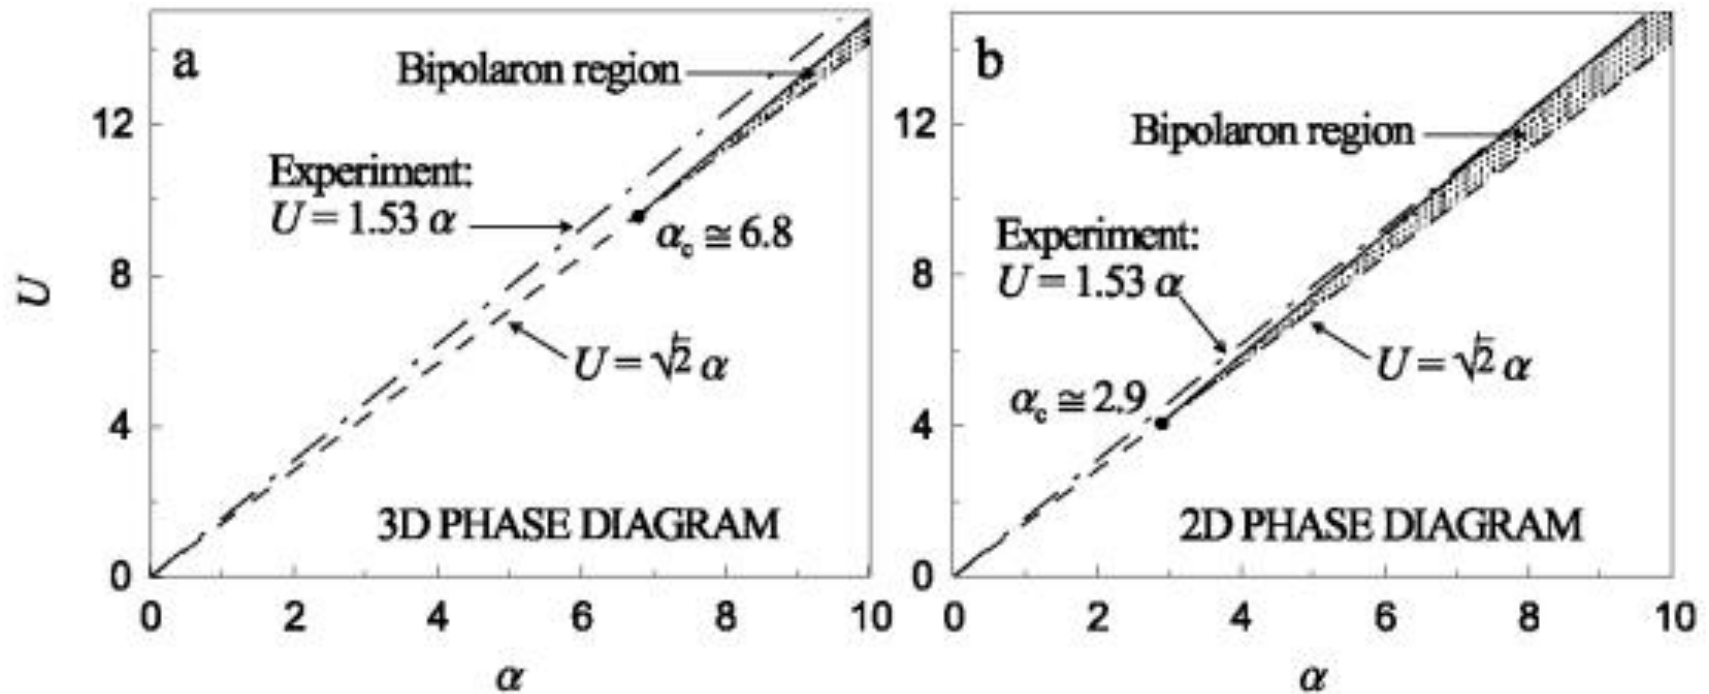 a
Bipolaron region
12
Experiment:
U = 1.53 α
αc ≅ 6.8
8
U
U = √2 α
4
3D PHASE DIAGRAM
0
0 2 4 6 8 10
α
b
12
Bipolaron region
Experiment:
U = 1.53 α
8
U = √2 α
αc ≅ 2.9
4
2D PHASE DIAGRAM
0
0 2 4 6 8 10
α